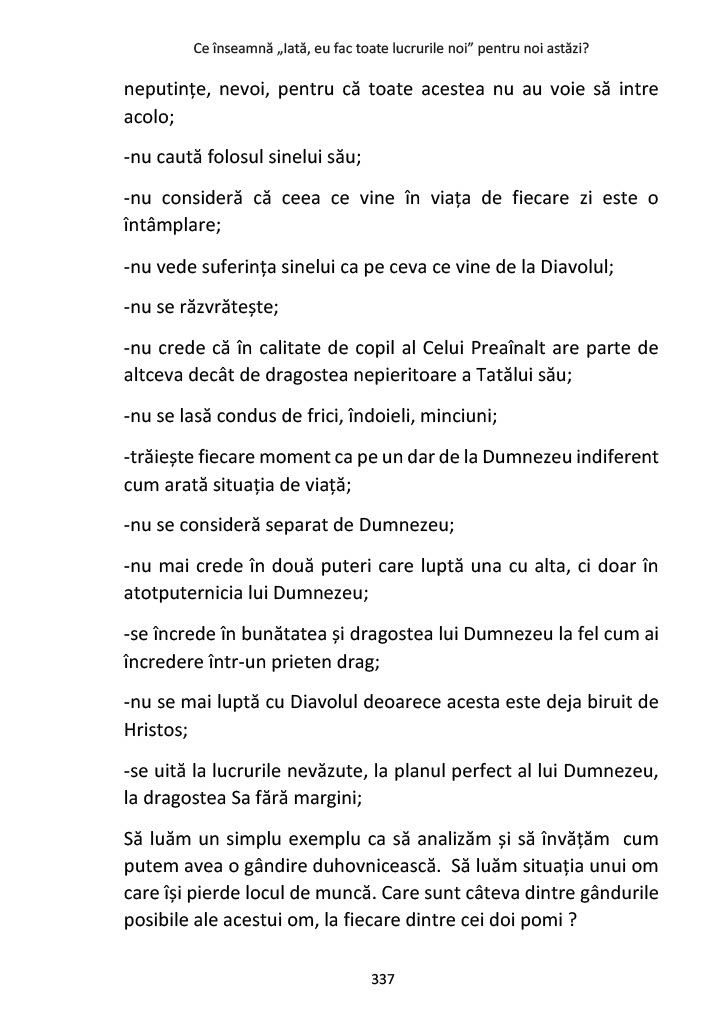 Ce înseamnă „Iată, eu fac toate lucrurile noi” pentru noi astăzi?
neputințe, nevoi, pentru că toate acestea nu au voie să intre
acolo;
-nu caută folosul sinelui său;
-nu consideră că ceea ce vine în viața de fiecare zi este o
întâmplare;
-nu vede suferința sinelui ca pe ceva ce vine de la Diavolul;
-nu se răzvrătește;
-nu crede că în calitate de copil al Celui Preaînalt are parte de
altceva decât de dragostea nepieritoare a Tatălui său;
-nu se lasă condus de frici, îndoieli, minciuni;
-trăiește fiecare moment ca pe un dar de la Dumnezeu indiferent
cum arată situația de viață;
-nu se consideră separat de Dumnezeu;
-nu mai crede în două puteri care luptă una cu alta, ci doar în
atotputernicia lui Dumnezeu;
-se încrede în bunătatea și dragostea lui Dumnezeu la fel cum ai
încredere într-un prieten drag;
-nu se mai luptă cu Diavolul deoarece acesta este deja biruit de
Hristos;
-se uită la lucrurile nevăzute, la planul perfect al lui Dumnezeu,
la dragostea Sa fără margini;
Să luăm un simplu exemplu ca să analizăm și să învățăm  cum
putem avea o gândire duhovnicească.  Să luăm situația unui om
care își pierde locul de muncă. Care sunt câteva dintre gândurile
posibile ale acestui om, la fiecare dintre cei doi pomi ?
337